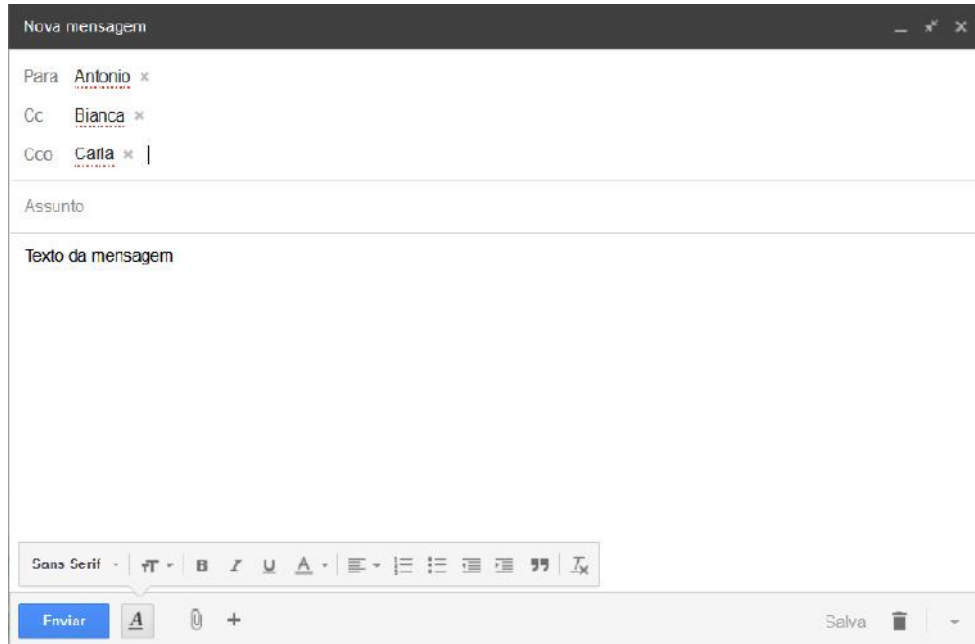 Nova mensagem
Para Antonio
Cc Bianca
Cco Carla
Assunto
Texto da mensagem
Sans Serif
Enviar
Salva